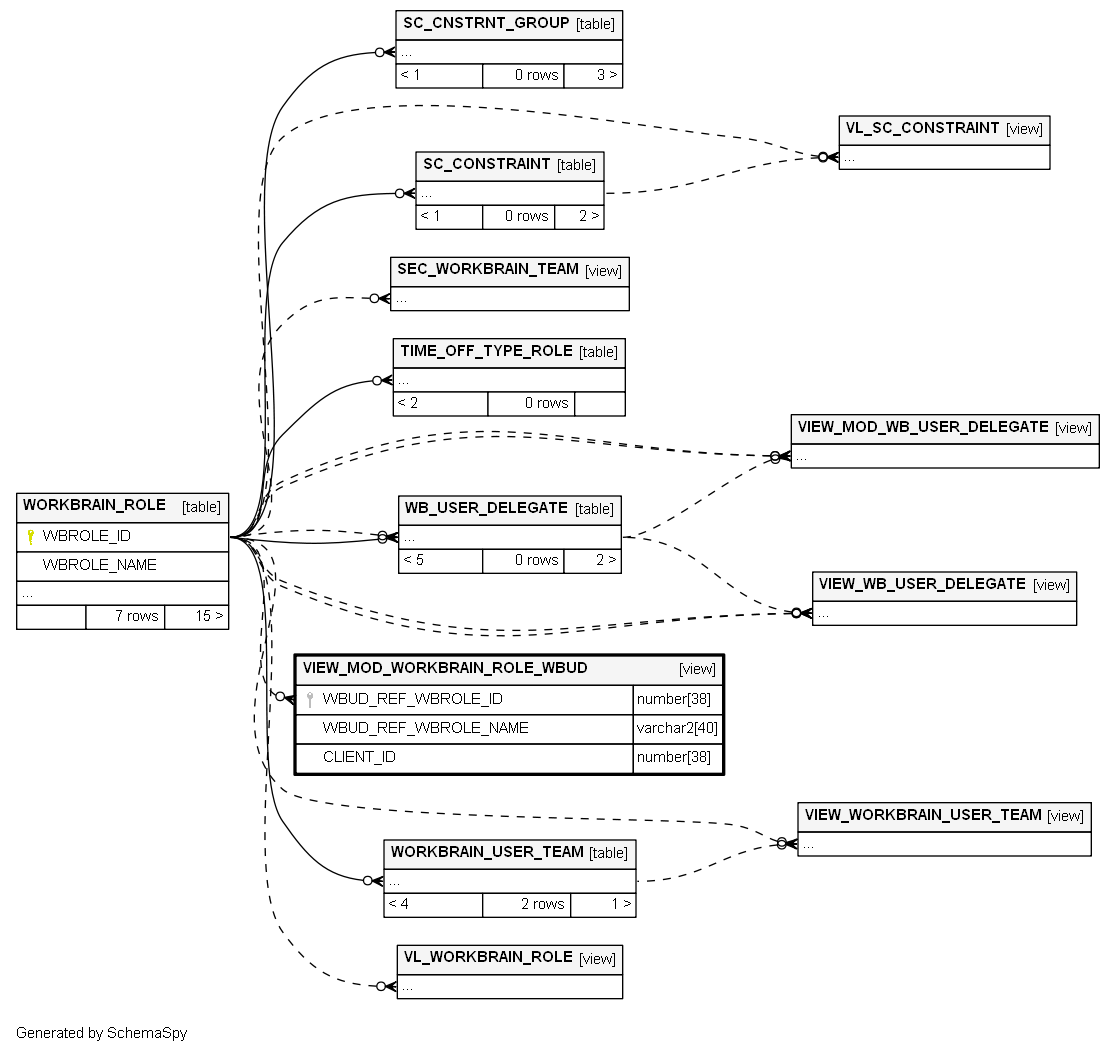 SC_CNSTRNT_GROUP [table]
...
< 1 0 rows 3 >
VL_SC_CONSTRAINT [view]
...
SC_CONSTRAINT [table]
...
< 1 0 rows 2 >
SEC_WORKBRAIN_TEAM [view]
...
TIME_OFF_TYPE_ROLE [table]
...
< 2 0 rows
VIEW_MOD_WB_USER_DELEGATE [view]
...
WORKBRAIN_ROLE [table]
WBROLE_ID
WBROLE_NAME
...
7 rows 15 >
WB_USER_DELEGATE [table]
...
< 5 0 rows 2 >
VIEW_WB_USER_DELEGATE [view]
...
VIEW_MOD_WORKBRAIN_ROLE_WBUD [view]
WBUD_REF_WBROLE_ID number[38]
WBUD_REF_WBROLE_NAME varchar2[40]
CLIENT_ID number[38]
VIEW_WORKBRAIN_USER_TEAM [view]
...
WORKBRAIN_USER_TEAM [table]
...
< 4 2 rows 1 >
VL_WORKBRAIN_ROLE [view]
...
Generated by SchemaSpy